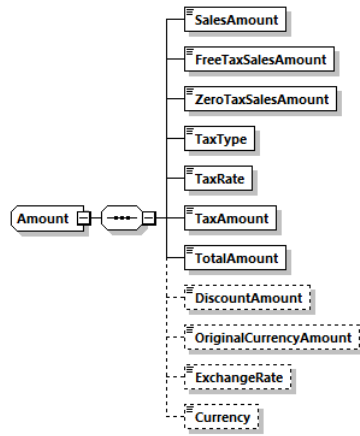 SalesAmount
FreeTaxSalesAmount
ZeroTaxSalesAmount
TaxType
TaxRate
Amount
TaxAmount
TotalAmount
DiscountAmount
OriginalCurrencyAmount
ExchangeRate
Currency